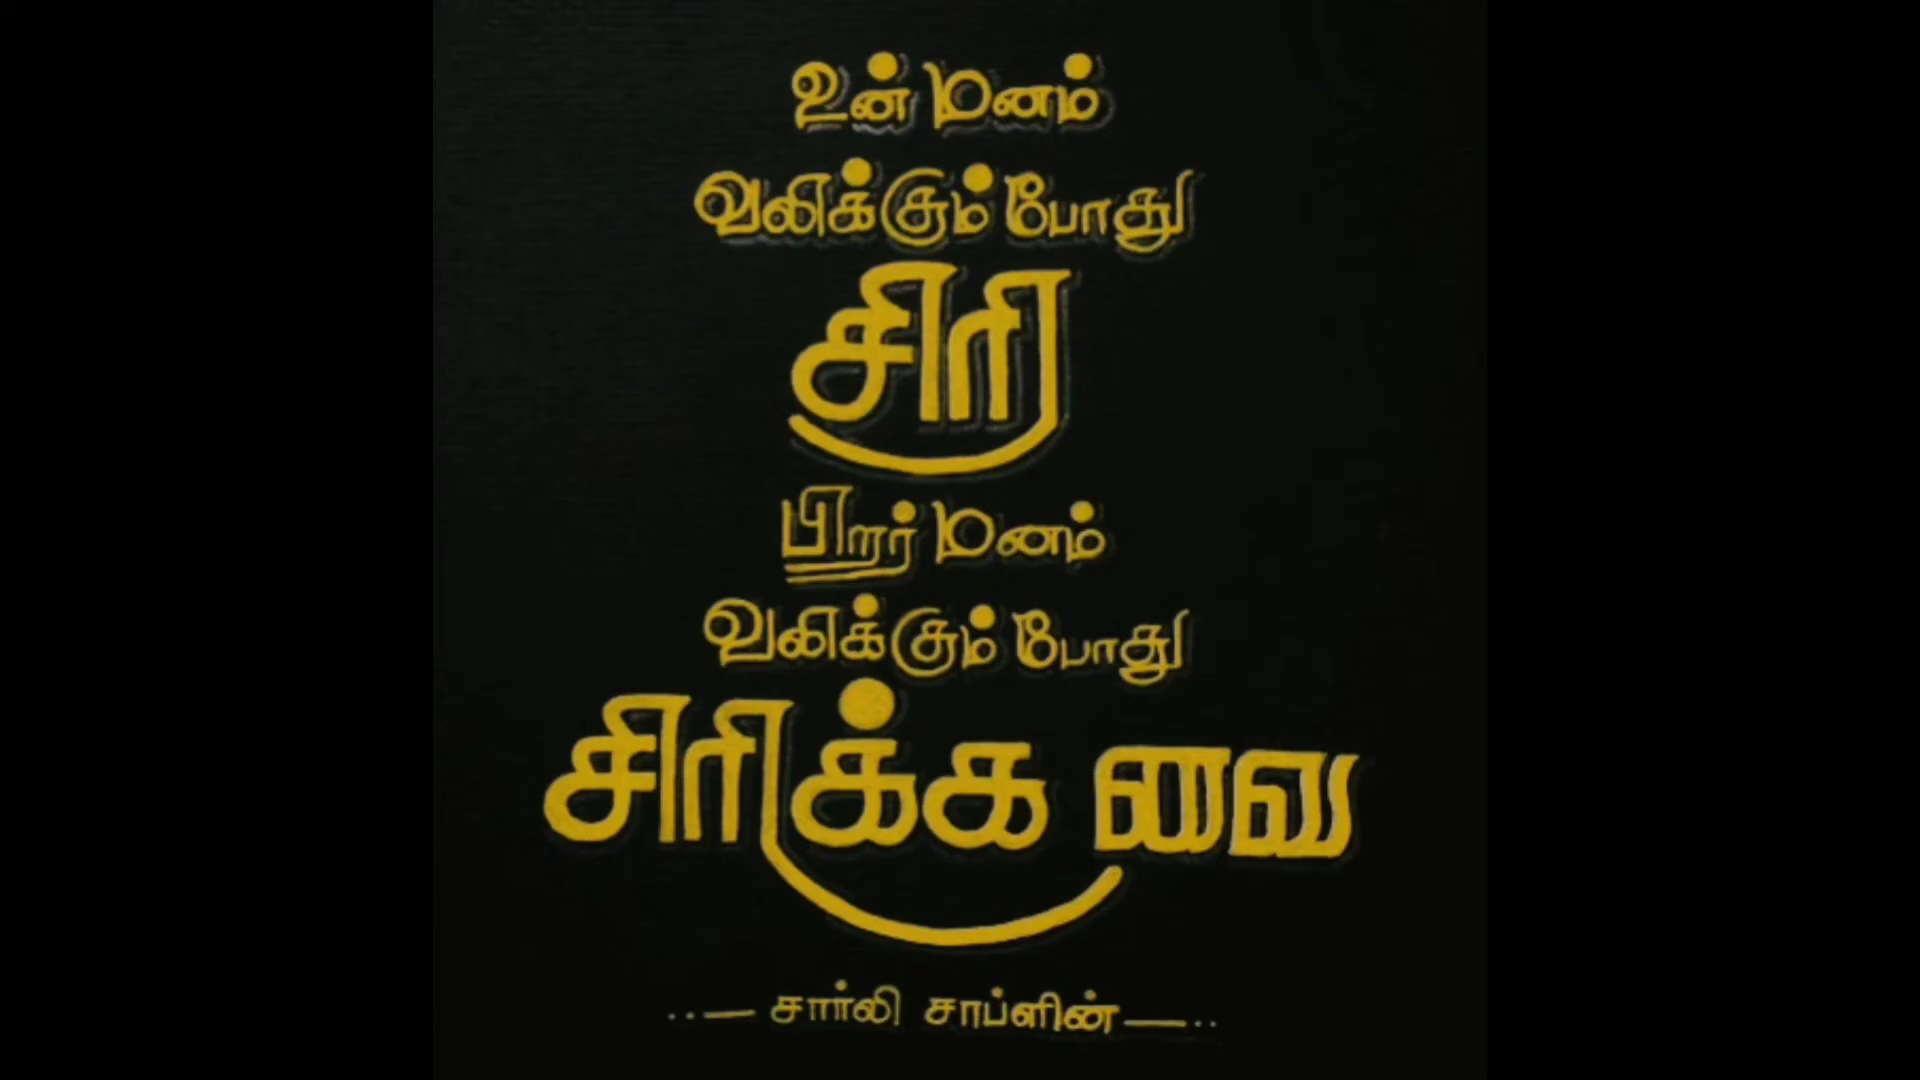 உன் மனம்
வலிக்கும் போது
சிரி
பிறர் மனம்
வலிக்கும் போது
சிரிக்க வை
..— சார்லி சாப்ளின் —..